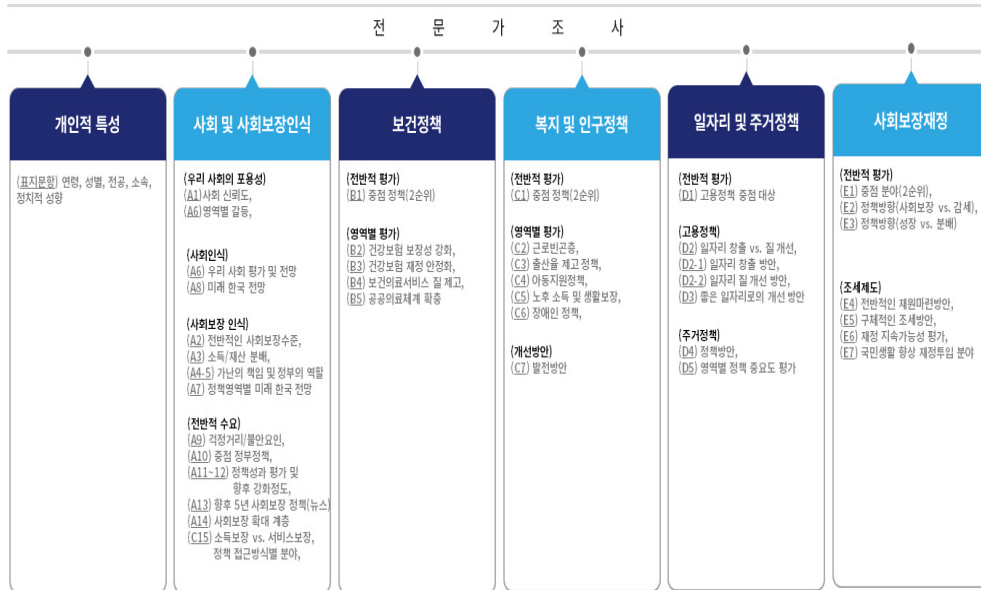 전 문 가 조 사
개인적 특성
(표지문항) 연령, 성별, 전공, 소속,
정치적 성향
사회 및 사회보장인식
(우리 사회의 포용성)
(A1)사회 신뢰도,
(A6)영역별 갈등,
(사회인식)
(A6) 우리 사회 평가 및 전망
(A8) 미래 한국 전망
(사회보장 인식)
(A2) 전반적인 사회보장수준,
(A3) 소득/재산 분배,
(A4-5) 가난의 책임 및 정부의 역할
(A7) 정책영역별 미래 한국 전망
(전반적 수요)
(A9) 걱정거리/불안요인,
(A10) 중점 정부정책,
(A11~12) 정책성과 평가 및
향후 강화정도,
(A13) 향후 5년 사회보장 정책(뉴스)
(A14) 사회보장 확대 계층
(C15) 소득보장 vs. 서비스보장,
정책 접근방식별 분야,
보건정책
(전반적 평가)
(B1) 중점 정책(2순위)
(영역별 평가)
(B2) 건강보험 보장성 강화,
(B3) 건강보험 재정 안정화,
(B4) 보건의료서비스 질 제고,
(B5) 공공의료체계 확충
복지 및 인구정책
(전반적 평가)
(C1) 중점 정책(2순위)
(영역별 평가)
(C2) 근로빈곤층,
(C3) 출산율 제고 정책,
(C4) 아동지원정책,
(C5) 노후 소득 및 생활보장,
(C6) 장애인 정책,
(개선방안)
(C7) 발전방안
일자리 및 주거정책
(전반적 평가)
(D1) 고용정책 중점 대상
(고용정책)
(D2) 일자리 창출 vs. 질 개선,
(D2-1) 일자리 창출 방안,
(D2-2) 일자리 질 개선 방안,
(D3) 좋은 일자리로의 개선 방안
(주거정책)
(D4) 정책방안,
(D5) 영역별 정책 중요도 평가
사회보장재정
(전반적 평가)
(E1) 중점 분야(2순위),
(E2) 정책방향(사회보장 vs. 감세),
(E3) 정책방향(성장 vs. 분배)
(조세제도)
(E4) 전반적인 재원마련방안,
(E5) 구체적인 조세방안,
(E6) 재정 지속가능성 평가,
(E7) 국민생활 향상 재정투입 분야